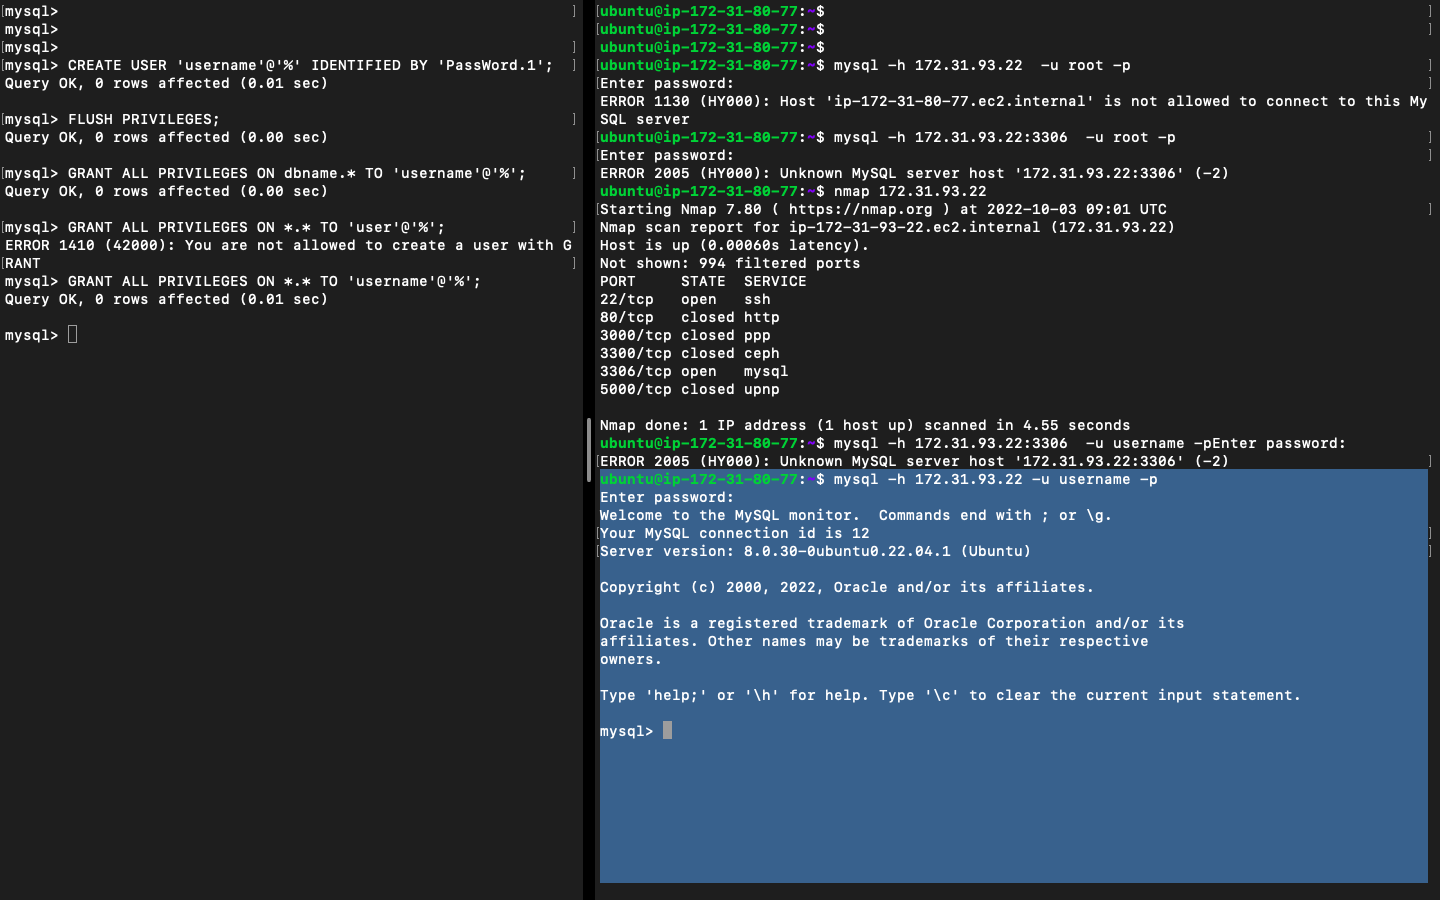 mysql>
mysql>
mysql>
mysql> CREATE USER 'username'@'%' IDENTIFIED BY 'PassWord.1';
Query OK, 0 rows affected (0.01 sec)
mysql> FLUSH PRIVILEGES;
Query OK, 0 rows affected (0.00 sec)
mysql> GRANT ALL PRIVILEGES ON dbname.* TO 'username'@'%';
Query OK, 0 rows affected (0.00 sec)
mysql> GRANT ALL PRIVILEGES ON *.* TO 'user'@'%';
ERROR 1410 (42000): You are not allowed to create a user with G
RANT
mysql> GRANT ALL PRIVILEGES ON *.* TO 'username'@'%';
Query OK, 0 rows affected (0.01 sec)
mysql>
ubuntu@ip-172-31-80-77:~$
ubuntu@ip-172-31-80-77:~$
ubuntu@ip-172-31-80-77:~$
ubuntu@ip-172-31-80-77:~$ mysql -h 172.31.93.22  -u root -p
Enter password:
ERROR 1130 (HY000): Host 'ip-172-31-80-77.ec2.internal' is not allowed to connect to this My
SQL server
ubuntu@ip-172-31-80-77:~$ mysql -h 172.31.93.22:3306  -u root -p
Enter password:
ERROR 2005 (HY000): Unknown MySQL server host '172.31.93.22:3306' (-2)
ubuntu@ip-172-31-80-77:~$ nmap 172.31.93.22
Starting Nmap 7.80 ( https://nmap.org ) at 2022-10-03 09:01 UTC
Nmap scan report for ip-172-31-93-22.ec2.internal (172.31.93.22)
Host is up (0.00060s latency).
Not shown: 994 filtered ports
PORT     STATE  SERVICE
22/tcp   open   ssh
80/tcp   closed http
3000/tcp closed ppp
3300/tcp closed ceph
3306/tcp open   mysql
5000/tcp closed upnp
Nmap done: 1 IP address (1 host up) scanned in 4.55 seconds
ubuntu@ip-172-31-80-77:~$ mysql -h 172.31.93.22:3306  -u username -pEnter password:
ERROR 2005 (HY000): Unknown MySQL server host '172.31.93.22:3306' (-2)
ubuntu@ip-172-31-80-77:~$ mysql -h 172.31.93.22 -u username -p
Enter password:
Welcome to the MySQL monitor.  Commands end with ; or \g.
Your MySQL connection id is 12
Server version: 8.0.30-0ubuntu0.22.04.1 (Ubuntu)
Copyright (c) 2000, 2022, Oracle and/or its affiliates.
Oracle is a registered trademark of Oracle Corporation and/or its
affiliates. Other names may be trademarks of their respective
owners.
Type 'help;' or '\h' for help. Type '\c' to clear the current input statement.
mysql>